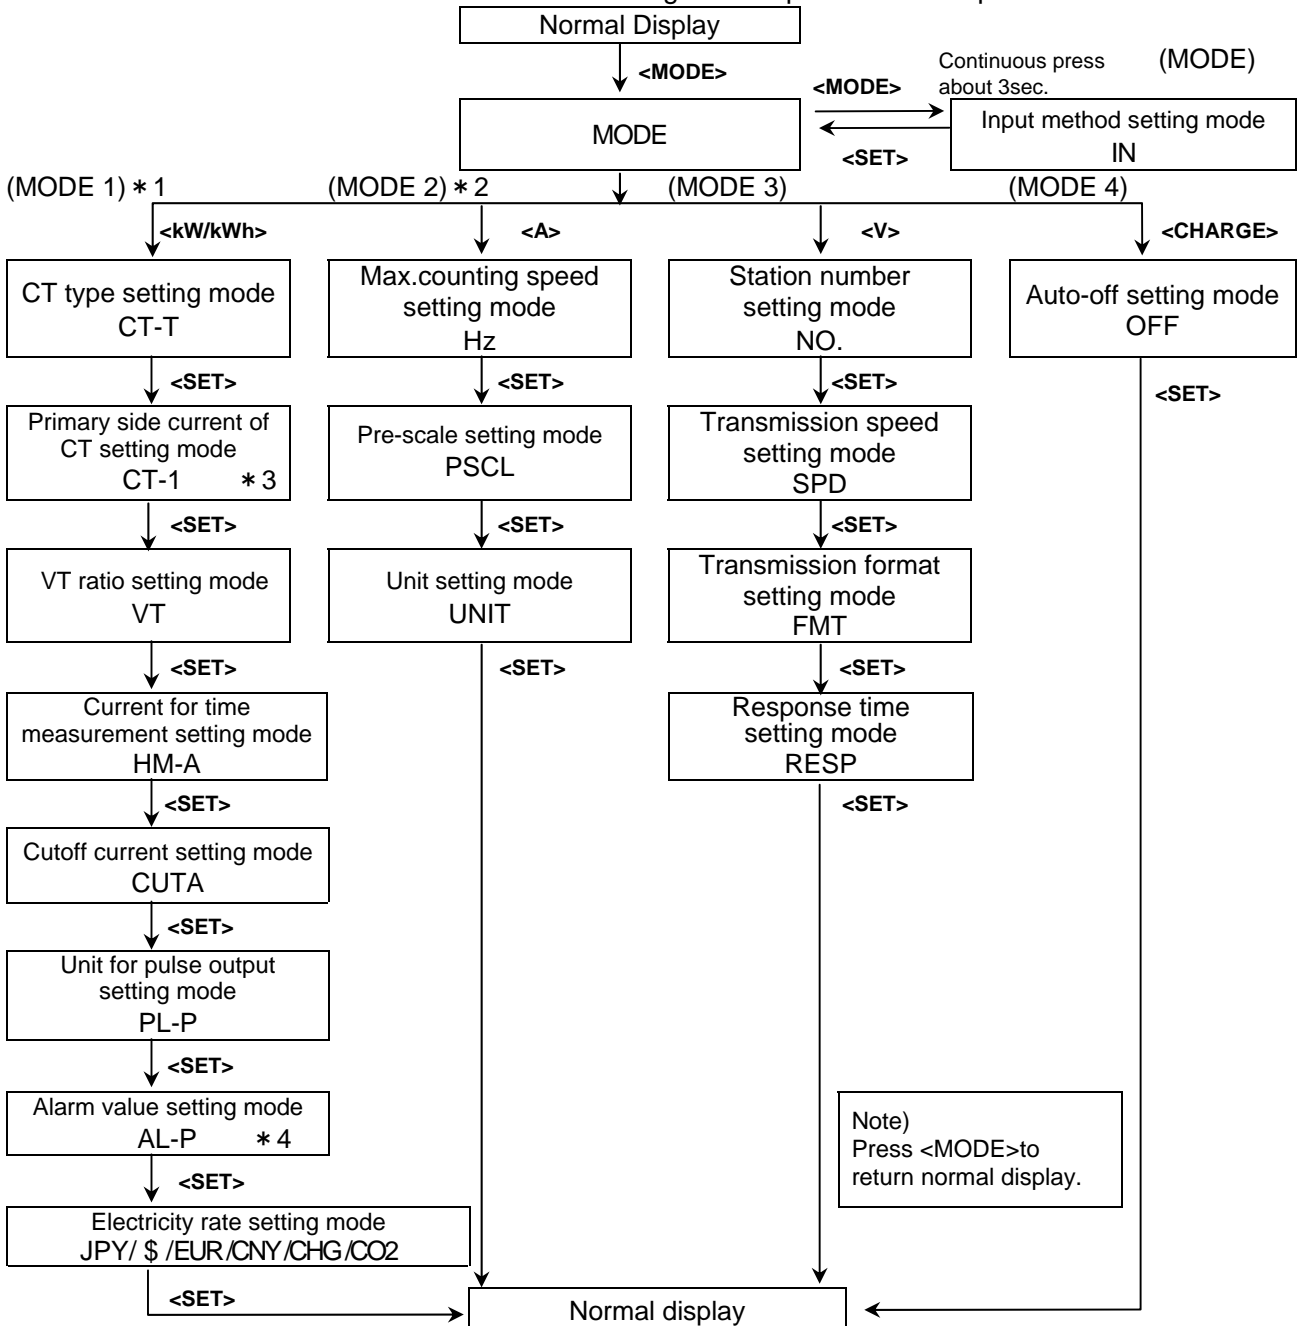 Normal Display
<MODE>
Continuous press
about 3sec.
(MODE)
<MODE>
MODE
Input method setting mode
IN
<SET>
(MODE 1)＊1
(MODE 2)＊2
(MODE 3)
(MODE 4)
<kW/kWh>
<A>
<V>
<CHARGE>
CT type setting mode
CT-T
Max.counting speed
setting mode
Hz
Station number
setting mode
NO.
Auto-off setting mode
OFF
<SET>
<SET>
<SET>
<SET>
Primary side current of
CT setting mode
CT-1 ＊3
Pre-scale setting mode
PSCL
Transmission speed
setting mode
SPD
<SET>
<SET>
<SET>
VT ratio setting mode
VT
Unit setting mode
UNIT
Transmission format
setting mode
FMT
<SET>
<SET>
<SET>
Current for time
measurement setting mode
HM-A
Response time
setting mode
RESP
<SET>
<SET>
Cutoff current setting mode
CUTA
<SET>
Unit for pulse output
setting mode
PL-P
<SET>
Alarm value setting mode
AL-P ＊4
Note)
Press <MODE>to
return normal display.
<SET>
Electricity rate setting mode
JPY/ $ /EUR/CNY/CHG/CO2
<SET>
Normal display